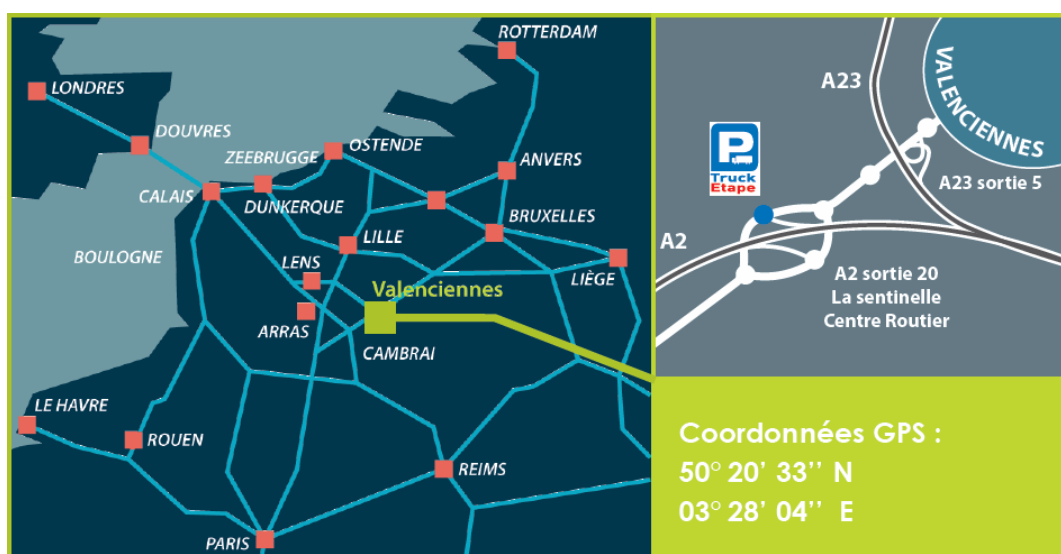 ROTTERDAM
LONDRES
DOUVRES
ZEEBRUGGE
OSTENDE
ANVERS
CALAIS
DUNKERQUE
BRUXELLES
BOULOGNE
LILLE
LENS
LIÈGE
Valenciennes
ARRAS
CAMBRAI
LE HAVRE
ROUEN
REIMS
PARIS
A23
VALENCIENNES
P
Truck
Etape
A23 sortie 5
A2
A2 sortie 20
La sentinelle
Centre Routier
Coordonnées GPS :
50° 20’ 33’’ N
03° 28’ 04’’ E